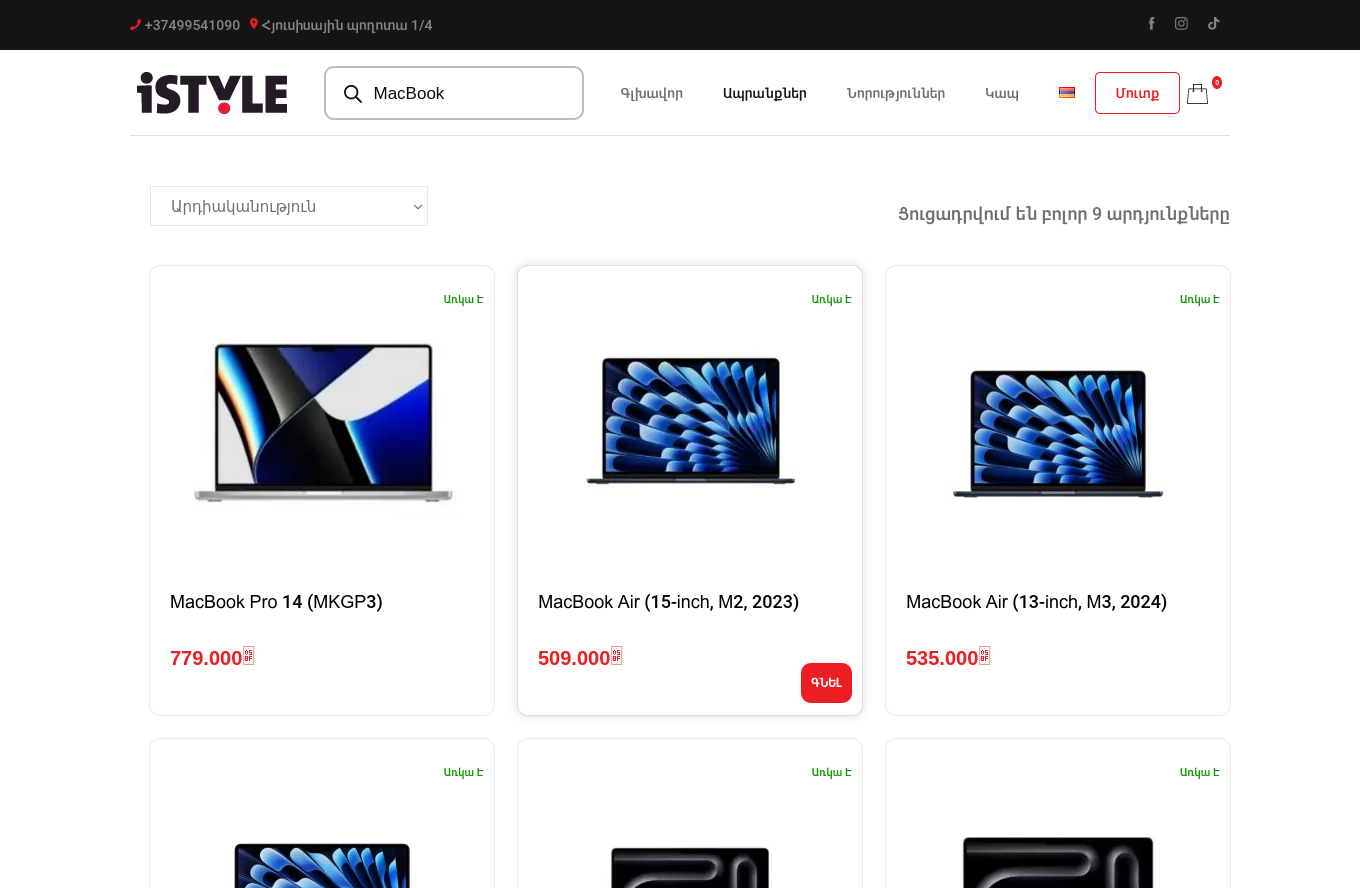 +37499541090 Հյուսիսային պողոտա 1/4
iSTYLE
MacBook
Գլխավոր Ապրանքներ Նորություններ Կապ
Մուտք
0
Արդիականություն
Ցուցադրվում են բոլոր 9 արդյունքները
Առկա է Առկա է Առկա է
MacBook Pro 14 (MKGP3) MacBook Air (15-inch, M2, 2023) MacBook Air (13-inch, M3, 2024)
779.000֏ 509.000֏ 535.000֏
ԳՆԵԼ
Առկա է Առկա է Առկա է